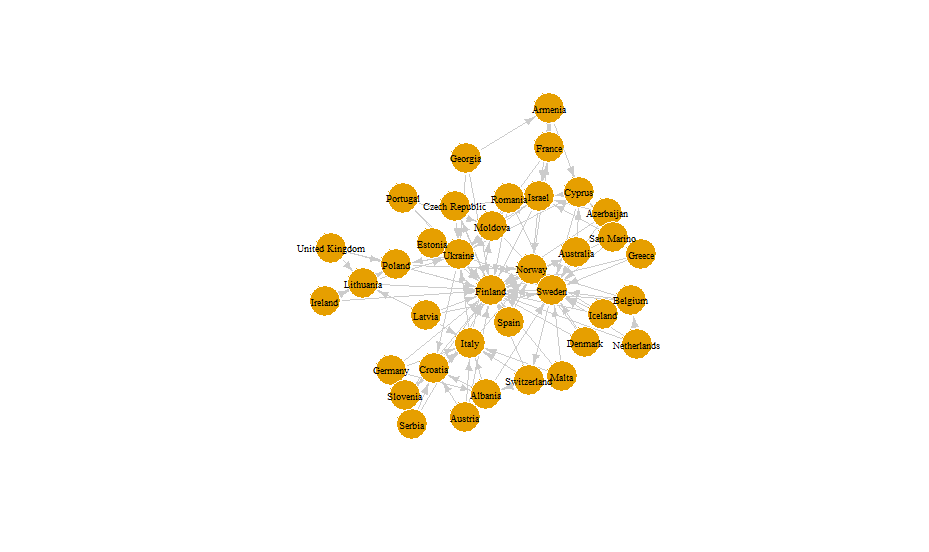 Armenia
France
Georgia
Portugal
Czech Republic
Romania
Israel
Cyprus
Azerbaijan
Moldova
San Marino
Estonia
United Kingdom
Ukraine
Australia
Greece
Poland
Norway
Lithuania
Finland
Sweden
Ireland
Belgium
Latvia
Spain
Iceland
Italy
Denmark
Netherlands
Germany
Croatia
Switzerland
Malta
Slovenia
Albania
Serbia
Austria